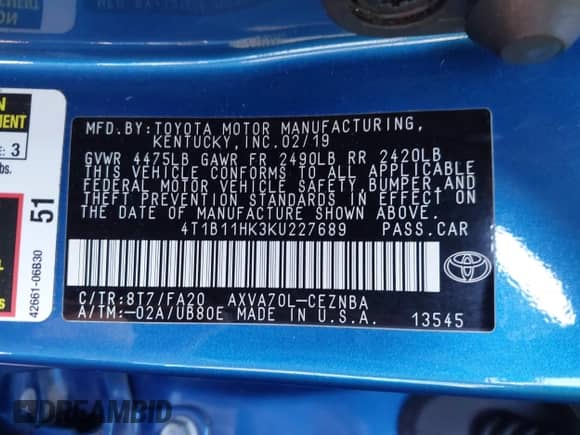 MFD.BY:TOYOTA MOTOR MANUFACTURING,
KENTUCKY,INC.02/19
GVWR 4475LB GAWR FR 2490LB RR 2420LB
THIS VEHICLE CONFORMS TO ALL APPLICABLE
FEDERAL MOTOR VEHICLE SAFETY,BUMPER,AND
THEFT PREVENTION STANDARDS IN EFFECT ON
THE DATE OF MANUFACTURE SHOWN ABOVE.
4T1B11HK3KU227689 PASS.CAR
C/TR:8T7/FA20 AXVA70L-CEZNBA
A/TM:-02A/UB80E MADE IN U.S.A. 13545
51
42661-06B30
3
lbs.
DREAMBID